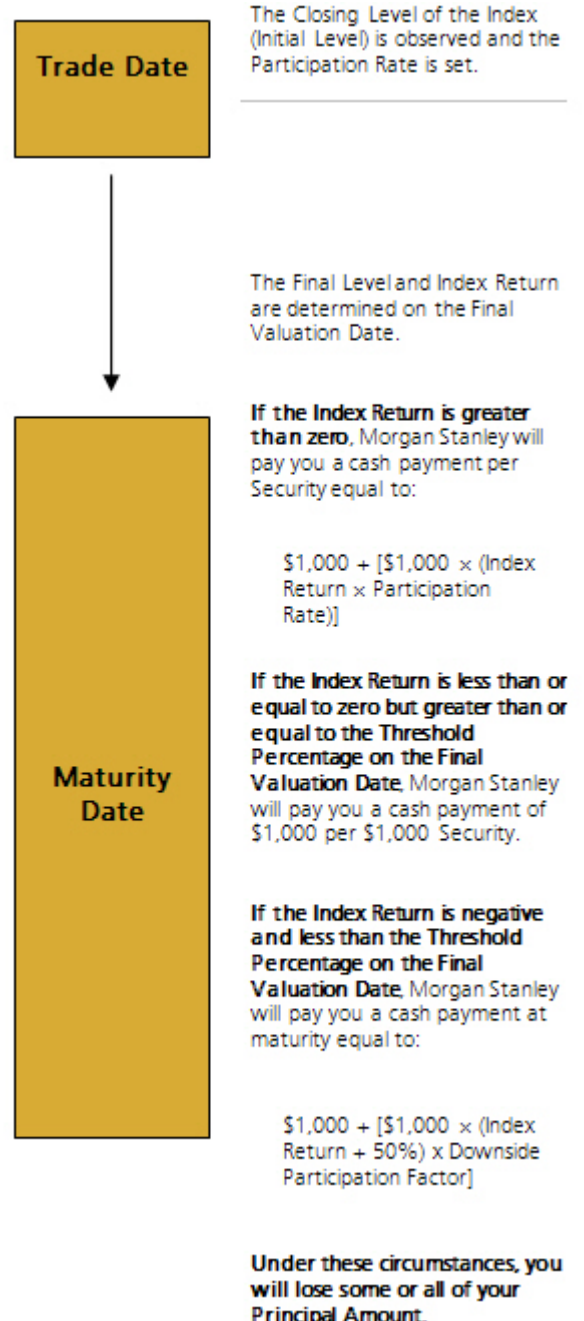 The Closing Level of the Index
(Initial Level) is observed and the
Participation Rate is set.
Trade Date
The Final Level and Index Return
are determined on the Final
Valuation Date.
If the Index Return is greater
than zero, Morgan Stanley will
pay you a cash payment per
Security equal to:
$1,000 + [$1,000 × (Index
Return × Participation
Rate)]
If the Index Return is less than or
equal to zero but greater than or
equal to the Threshold
Percentage on the Final
Valuation Date, Morgan Stanley
will pay you a cash payment of
$1,000 per $1,000 Security.
Maturity
Date
If the Index Return is negative
and less than the Threshold
Percentage on the Final
Valuation Date, Morgan Stanley
will pay you a cash payment at
maturity equal to:
$1,000 + [$1,000 × (Index
Return + 50%) x Downside
Participation Factor]
Under these circumstances, you
will lose some or all of your
Principal Amount.